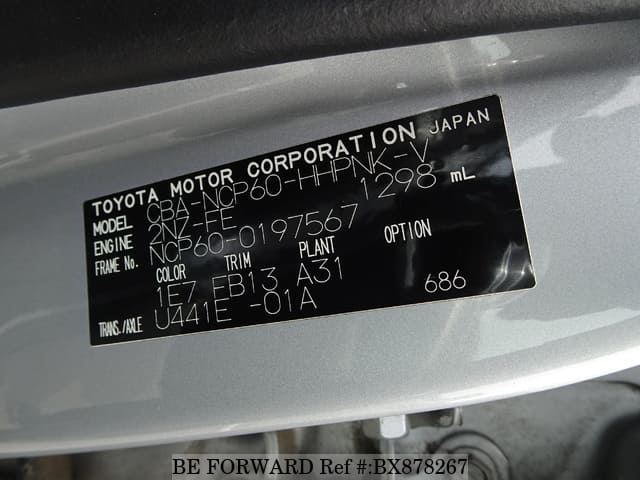 TOYOTA MOTOR CORPORATION JAPAN
MODEL CBA-NCP60-HHPNK-V
ENGINE 2NZ-FE 1298 mL
FRAME No. NCP60-0197567
COLOR TRIM PLANT OPTION
1E7 EB13 A31
TRANS./AXLE U441E -01A 686
BE FORWARD Ref #:BX878267